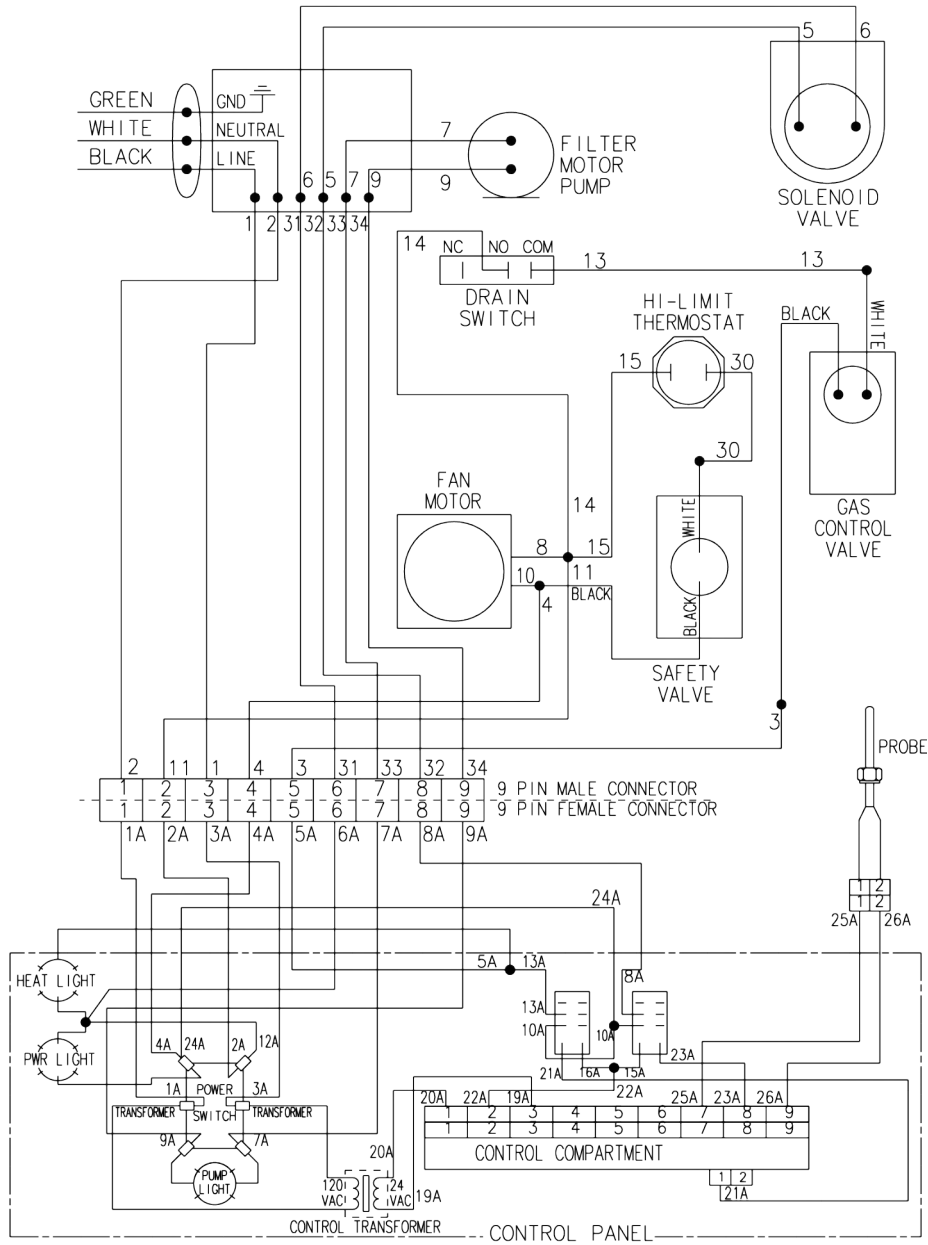 5 6
GREEN GND
WHITE NEUTRAL
BLACK LINE
6 5 7 9
1 2 31 32 33 34
7
9
FILTER
MOTOR
PUMP
SOLENOID
VALVE
14
NC NO COM
13 13
DRAIN
SWITCH
HI-LIMIT
THERMOSTAT
BLACK
WHITE
15 30
30
FAN
MOTOR
14
WHITE
GAS
CONTROL
VALVE
8 15
10 11
BLACK
4
BLACK
SAFETY
VALVE
3
PROBE
2 11 1 4 3 31 33 32 34
1 2 3 4 5 6 7 8 9 9 PIN MALE CONNECTOR
1 2 3 4 5 6 7 8 9 9 PIN FEMALE CONNECTOR
1A 2A 3A 4A 5A 6A 7A 8A 9A
1 2
1 2
24A
25A 26A
5A 13A
8A
HEAT LIGHT
13A
10A 10A
PWR LIGHT
4A 24A 2A 12A
23A
21A 16A 15A
22A
1A POWER 3A
TRANSFORMER SWITCH TRANSFORMER
20A 22A 19A 25A 23A 26A
1 2 3 4 5 6 7 8 9
1 2 3 4 5 6 7 8 9
9A 7A
20A
CONTROL COMPARTMENT
PUMP
LIGHT
120
VAC
24
VAC
19A
1 2
21A
CONTROL TRANSFORMER
CONTROL PANEL